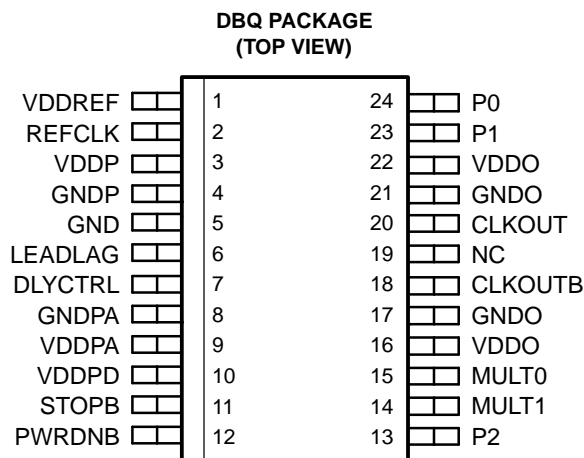 DBQ PACKAGE
(TOP VIEW)
VDDREF 1 24 P0
REFCLK 2 23 P1
VDDP 3 22 VDDO
GNDP 4 21 GNDO
GND 5 20 CLKOUT
LEADLAG 6 19 NC
DLYCTRL 7 18 CLKOUTB
GNDPA 8 17 GNDO
VDDPA 9 16 VDDO
VDDPD 10 15 MULT0
STOPB 11 14 MULT1
PWRDNB 12 13 P2